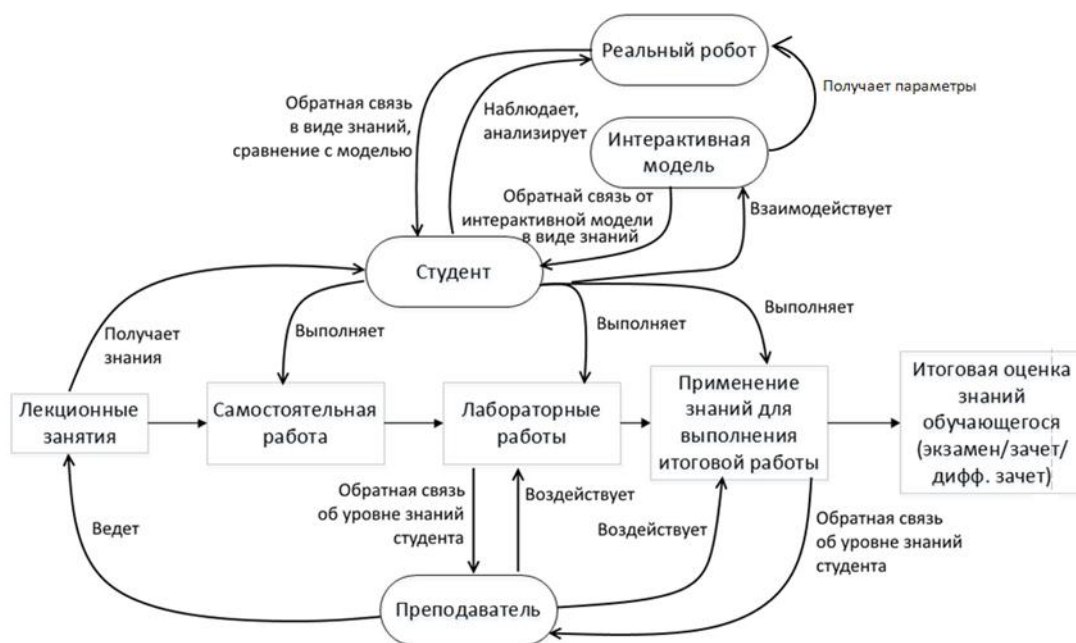 Реальный робот
Получает параметры
Обратная связь
в виде знаний,
сравнение с моделью
Наблюдает,
анализирует
Интерактивная
модель
Обратнай связь от
интерактивной модели
в виде знаний
Взаимодействует
Студент
Получает
знания
Выполняет
Выполняет
Выполняет
Лекционные
занятия
Самостоятельная
работа
Лабораторные
работы
Применение
знаний для
выполнения
итоговой работы
Итоговая оценка
знаний
обучающегося
(экзамен/зачет/
дифф. зачет)
Ведет
Обратная связь
об уровне знаний
студента
Воздействует
Воздействует
Обратная связь
об уровне знаний
студента
Преподаватель